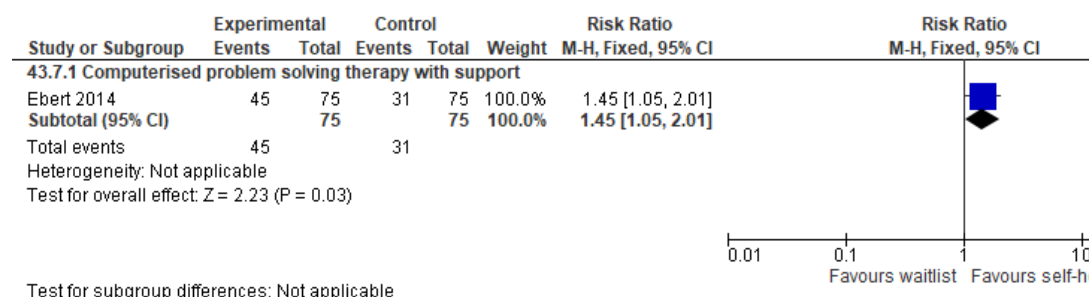 Experimental Control Risk Ratio Risk Ratio
Study or Subgroup Events Total Events Total Weight M-H, Fixed, 95% CI M-H, Fixed, 95% CI
43.7.1 Computerised problem solving therapy with support
Ebert 2014 45 75 31 75 100.0% 1.45 [1.05, 2.01]
Subtotal (95% CI) 75 75 100.0% 1.45 [1.05, 2.01]
Total events 45 31
Heterogeneity: Not applicable
Test for overall effect: Z = 2.23 (P = 0.03)
0.01 0.1 1 10
Favours waitlist Favours self-h
Test for subgroup differences: Not applicable